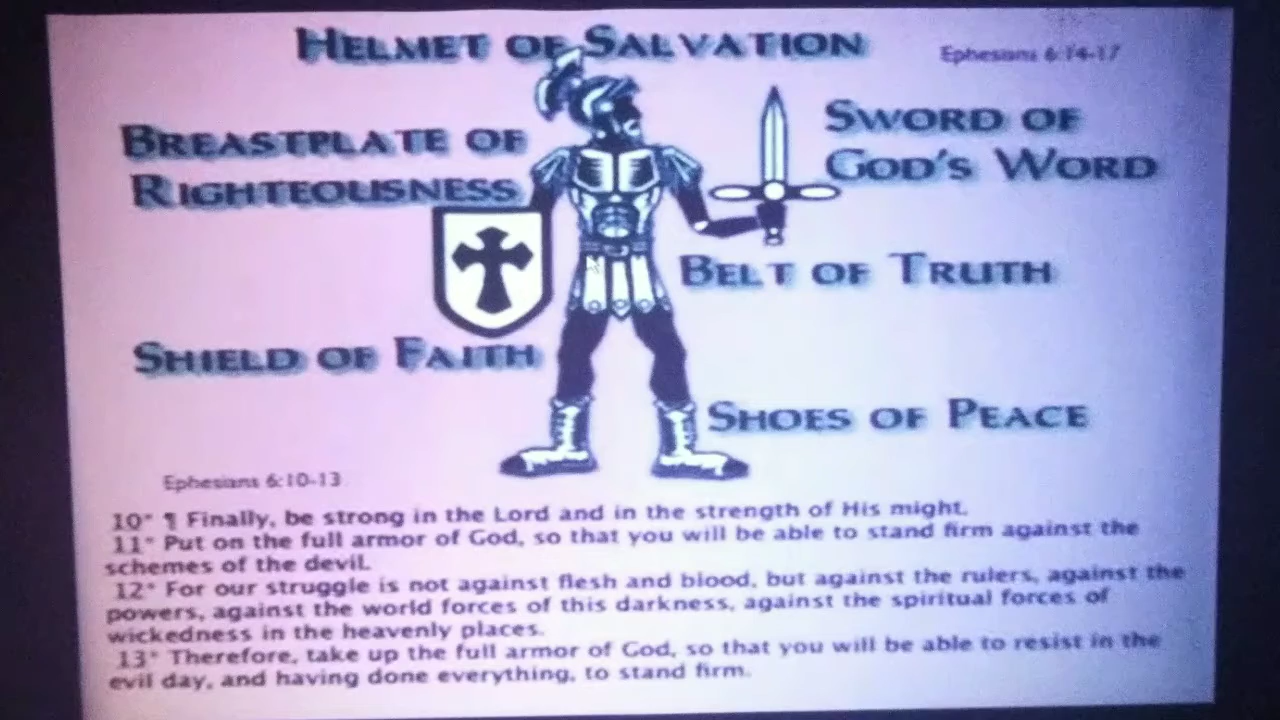 HELMET OF SALVATION
Ephesians 6:14-17
BREASTPLATE OF
RIGHTEOUSNESS
SWORD OF
GOD'S WORD
BELT OF TRUTH
SHIELD OF FAITH
SHOES OF PEACE
Ephesians 6:10-13
10* ¶ Finally, be strong in the Lord and in the strength of His might.
11* Put on the full armor of God, so that you will be able to stand firm against the
schemes of the devil.
12* For our struggle is not against flesh and blood, but against the rulers, against the
powers, against the world forces of this darkness, against the spiritual forces of
wickedness in the heavenly places.
13* Therefore, take up the full armor of God, so that you will be able to resist in the
evil day, and having done everything, to stand firm.